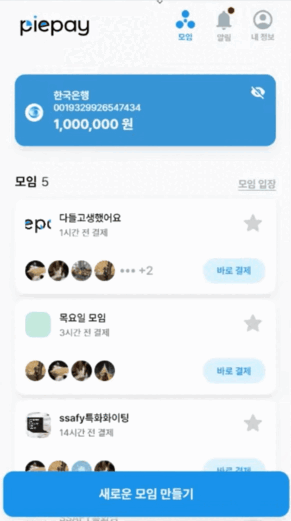 piepay
모임
알림
내 정보
한국은행
0019329926547434
1,000,000 원
모임 5
모임 입장
epc
다들고생했어요
1시간 전 결제
+2
바로 결제
목요일 모임
3시간 전 결제
바로 결제
ssafy특화화이팅
14시간 전 결제
바로 결제
새로운 모임 만들기